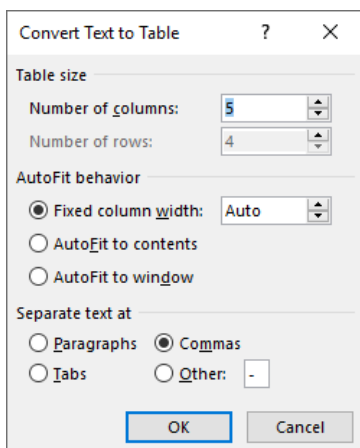 Convert Text to Table ? ×
Table size
Number of columns: 5
Number of rows: 4
AutoFit behavior
Fixed column width: Auto
AutoFit to contents
AutoFit to window
Separate text at
Paragraphs Commas
Tabs Other: -
OK Cancel